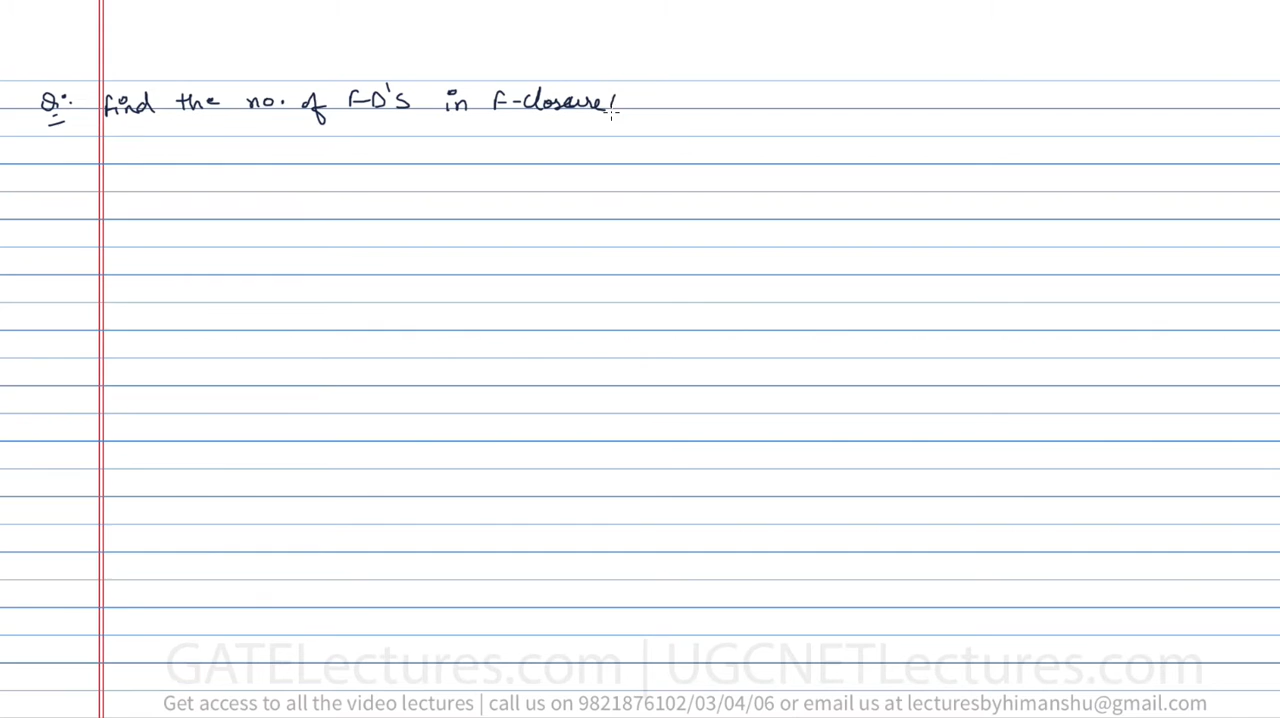 Q:. Find the no. of FD's in F-closure/
GATELectures.com | UGCNETLectures.com
Get access to all the video lectures | call us on 9821876102/03/04/06 or email us at lecturesbyhimanshu@gmail.com